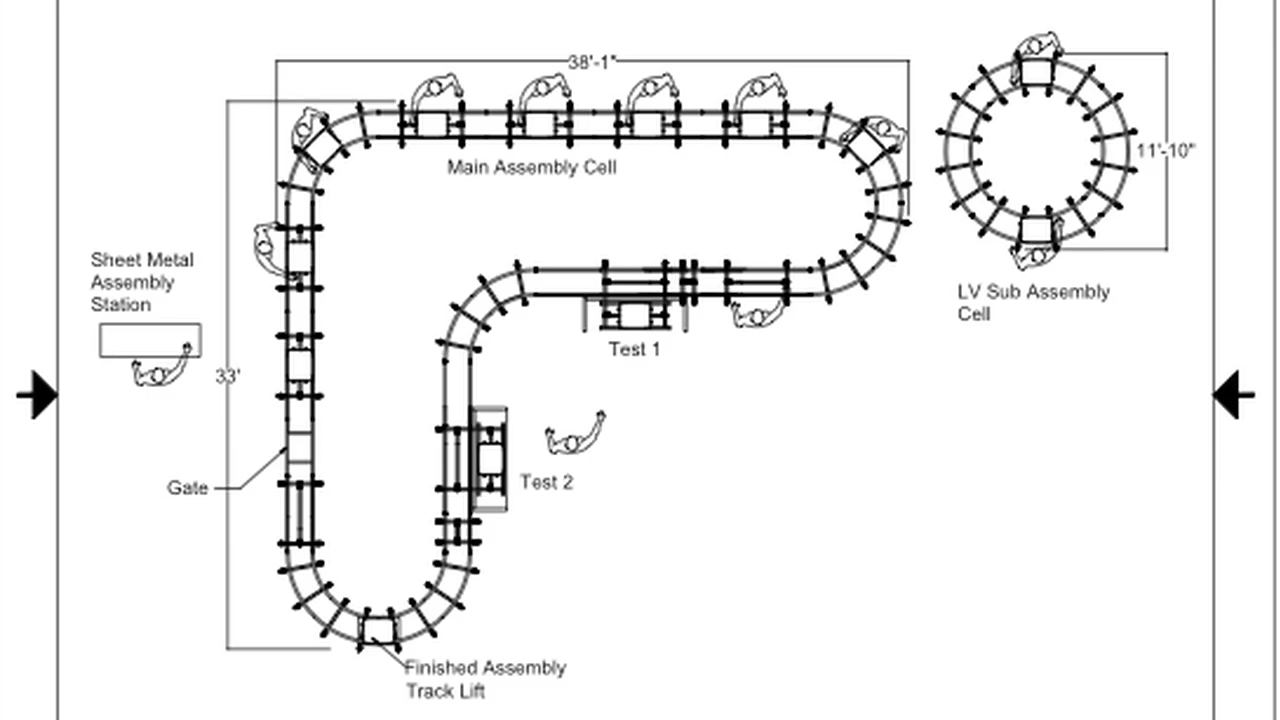 38'-1"
11'-10"
Main Assembly Cell
Sheet Metal
Assembly
Station
LV Sub Assembly
Cell
Test 1
33'
Gate
Test 2
Finished Assembly
Track Lift